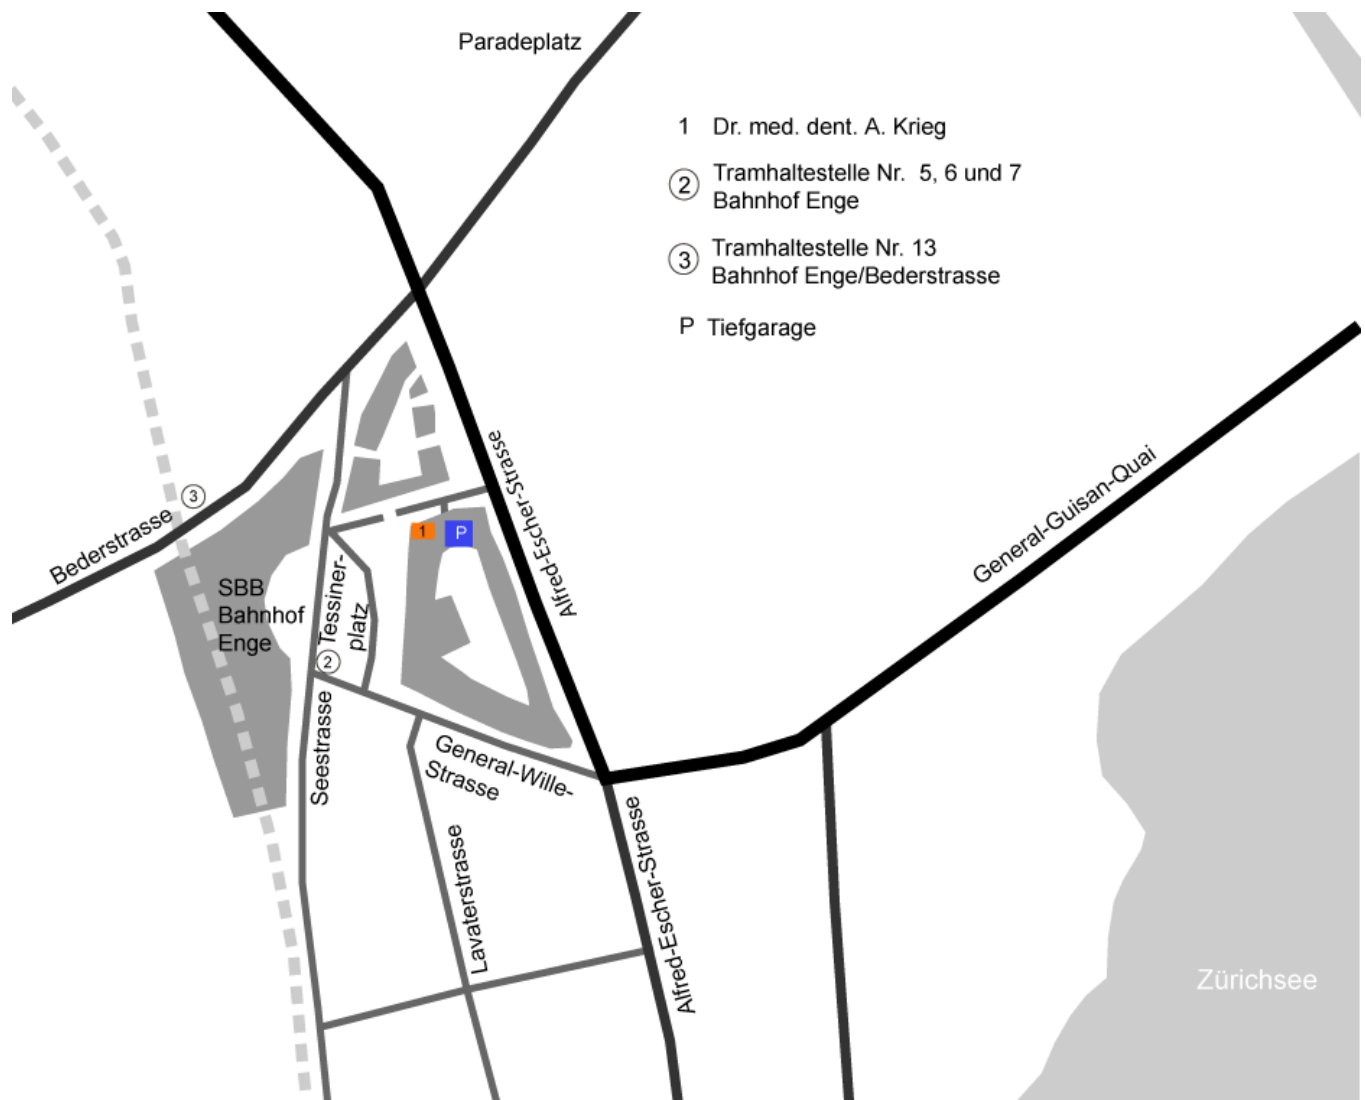 Paradeplatz
1 Dr. med. dent. A. Krieg
2 Tramhaltestelle Nr. 5, 6 und 7
Bahnhof Enge
3 Tramhaltestelle Nr. 13
Bahnhof Enge/Bederstrasse
P Tiefgarage
Alfred-Escher-Strasse
General-Guisan-Quai
3
Bederstrasse
1
P
SBB
Bahnhof
Enge
Tessiner-
platz
2
Seestrasse
General-Wille-
Strasse
Lavaterstrasse
Alfred-Escher-Strasse
Zürichsee